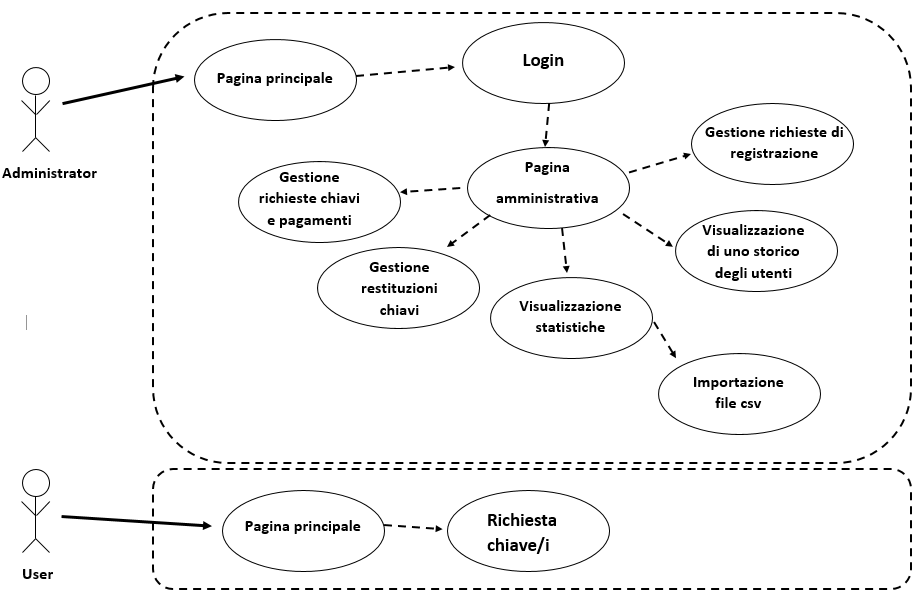 Pagina principale
Login
Administrator
Gestione richieste di
registrazione
Pagina
amministrativa
Gestione
richieste chiavi
e pagamenti
Visualizzazione
di uno storico
degli utenti
Gestione
restituzioni
chiavi
Visualizzazione
statistiche
Importazione
file csv
Pagina principale
Richiesta
chiave/i
User